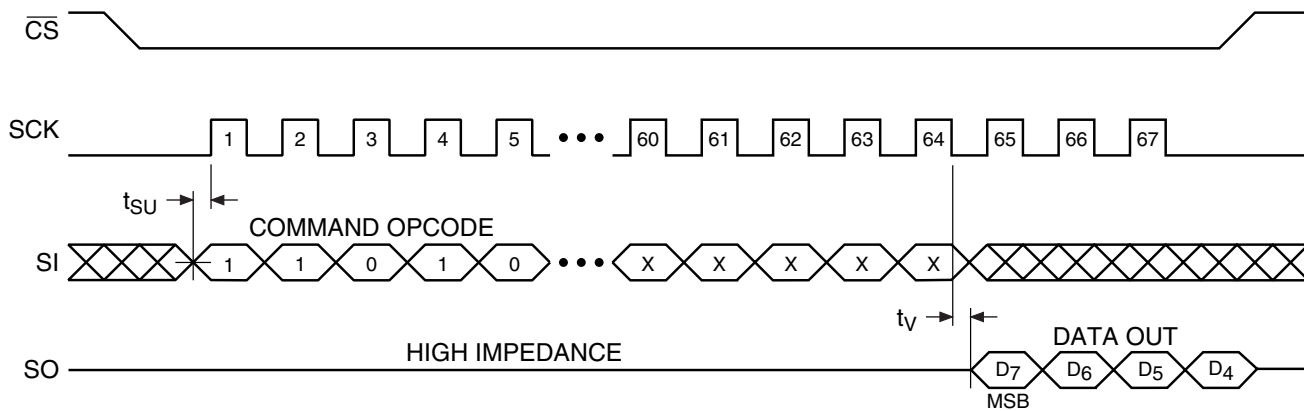 CS
SCK
1 2 3 4 5 ••• 60 61 62 63 64 65 66 67
tSU
COMMAND OPCODE
SI
1 1 0 1 0 ••• X X X X X
tV
HIGH IMPEDANCE
DATA OUT
SO
D7 D6 D5 D4
MSB